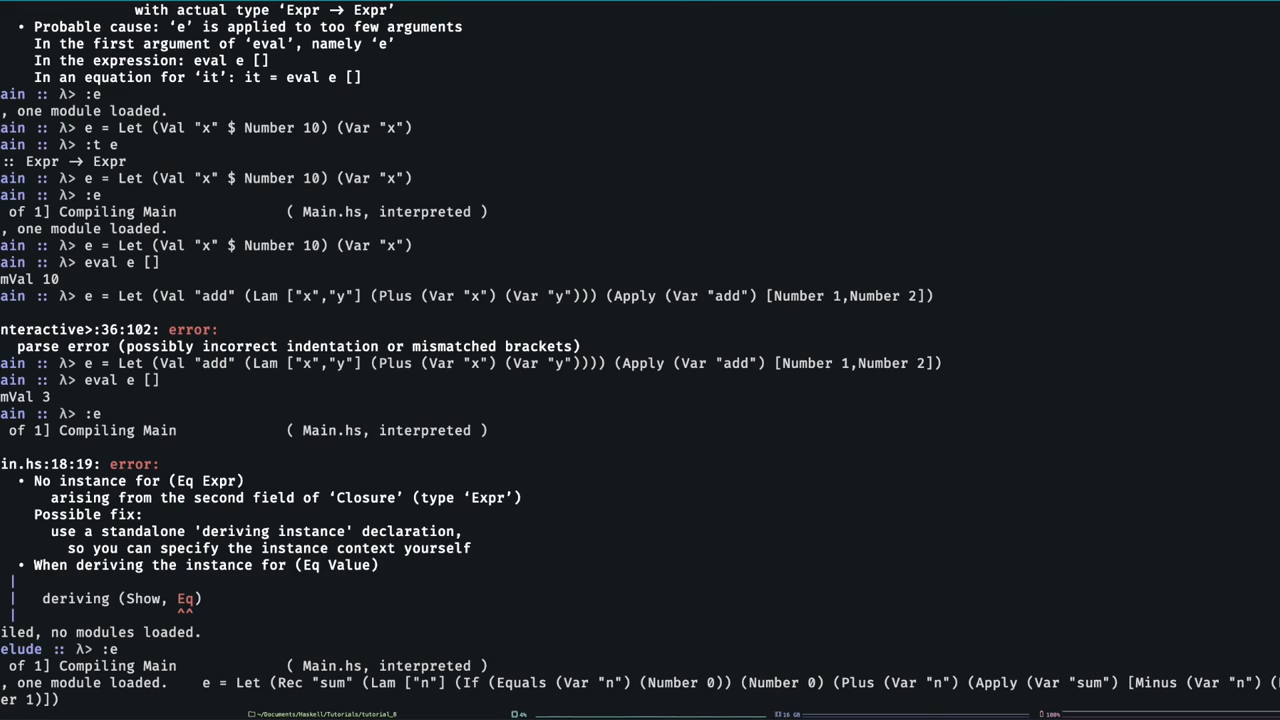 with actual type ‘Expr -> Expr’
• Probable cause: ‘e’ is applied to too few arguments
In the first argument of ‘eval’, namely ‘e’
In the expression: eval e []
In an equation for ‘it’: it = eval e []
ain :: λ> :e
, one module loaded.
ain :: λ> e = Let (Val "x" $ Number 10) (Var "x")
ain :: λ> :t e
:: Expr -> Expr
ain :: λ> e = Let (Val "x" $ Number 10) (Var "x")
ain :: λ> :e
of 1] Compiling Main ( Main.hs, interpreted )
, one module loaded.
ain :: λ> e = Let (Val "x" $ Number 10) (Var "x")
ain :: λ> eval e []
mVal 10
ain :: λ> e = Let (Val "add" (Lam ["x","y"] (Plus (Var "x") (Var "y"))) (Apply (Var "add") [Number 1,Number 2])
nteractive>:36:102: error:
parse error (possibly incorrect indentation or mismatched brackets)
ain :: λ> e = Let (Val "add" (Lam ["x","y"] (Plus (Var "x") (Var "y")))) (Apply (Var "add") [Number 1,Number 2])
ain :: λ> eval e []
mVal 3
ain :: λ> :e
of 1] Compiling Main ( Main.hs, interpreted )
in.hs:18:19: error:
• No instance for (Eq Expr)
arising from the second field of ‘Closure’ (type ‘Expr’)
Possible fix:
use a standalone 'deriving instance' declaration,
so you can specify the instance context yourself
• When deriving the instance for (Eq Value)
|
| deriving (Show, Eq)
| ^^
iled, no modules loaded.
elude :: λ> :e
of 1] Compiling Main ( Main.hs, interpreted )
, one module loaded. e = Let (Rec "sum" (Lam ["n"] (If (Equals (Var "n") (Number 0)) (Number 0) (Plus (Var "n") (Apply (Var "sum") [Minus (Var "n") (
er 1)])
~/Documents/Haskell/Tutorials/tutorial_8 4% 16 GB 100%